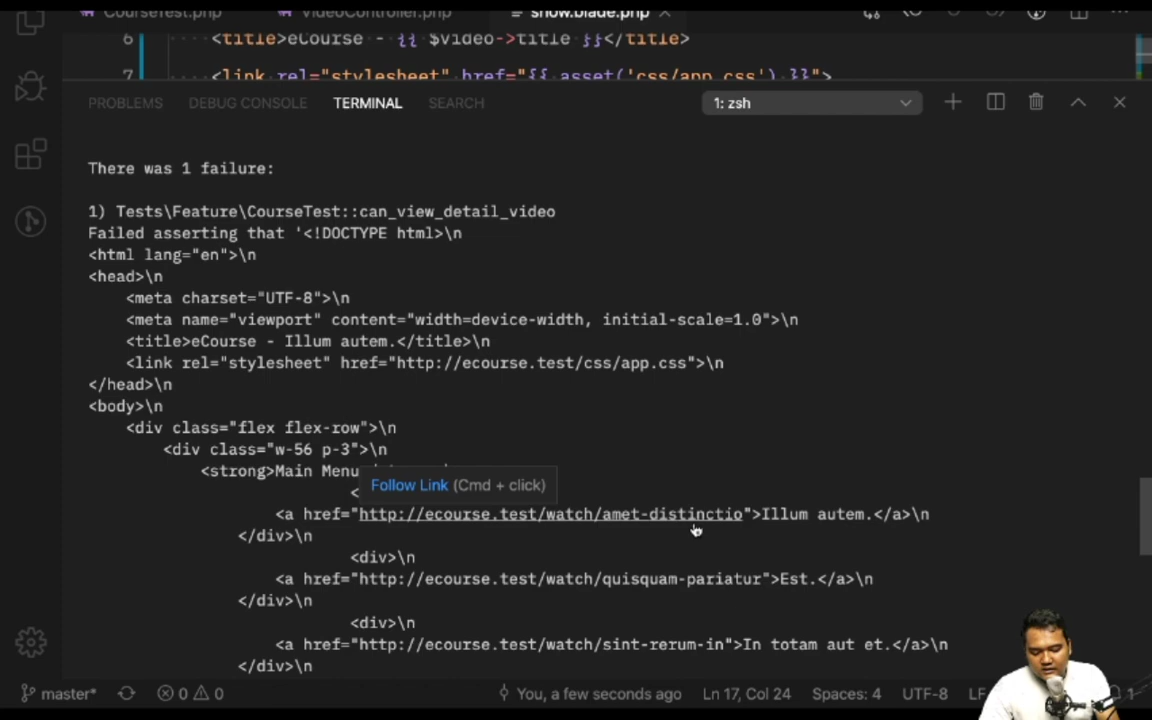 CourseTest.php
VideoController.php
show.blade.php
6 <title>eCourse - {{ $video->title }}</title>
7 <link rel="stylesheet" href="{{ asset('css/app.css') }}">
PROBLEMS DEBUG CONSOLE TERMINAL SEARCH 1: zsh
There was 1 failure:
1) Tests\Feature\CourseTest::can_view_detail_video
Failed asserting that '<!DOCTYPE html>\n
<html lang="en">\n
<head>\n
<meta charset="UTF-8">\n
<meta name="viewport" content="width=device-width, initial-scale=1.0">\n
<title>eCourse - Illum autem.</title>\n
<link rel="stylesheet" href="http://ecourse.test/css/app.css">\n
</head>\n
<body>\n
<div class="flex flex-row">\n
<div class="w-56 p-3">\n
<strong>Main Menu
Follow Link (Cmd + click)
<
<a href="http://ecourse.test/watch/amet-distinctio">Illum autem.</a>\n
</div>\n
<div>\n
<a href="http://ecourse.test/watch/quisquam-pariatur">Est.</a>\n
</div>\n
<div>\n
<a href="http://ecourse.test/watch/sint-rerum-in">In totam aut et.</a>\n
</div>\n
master* 0 0 You, a few seconds ago Ln 17, Col 24 Spaces: 4 UTF-8 LF 1